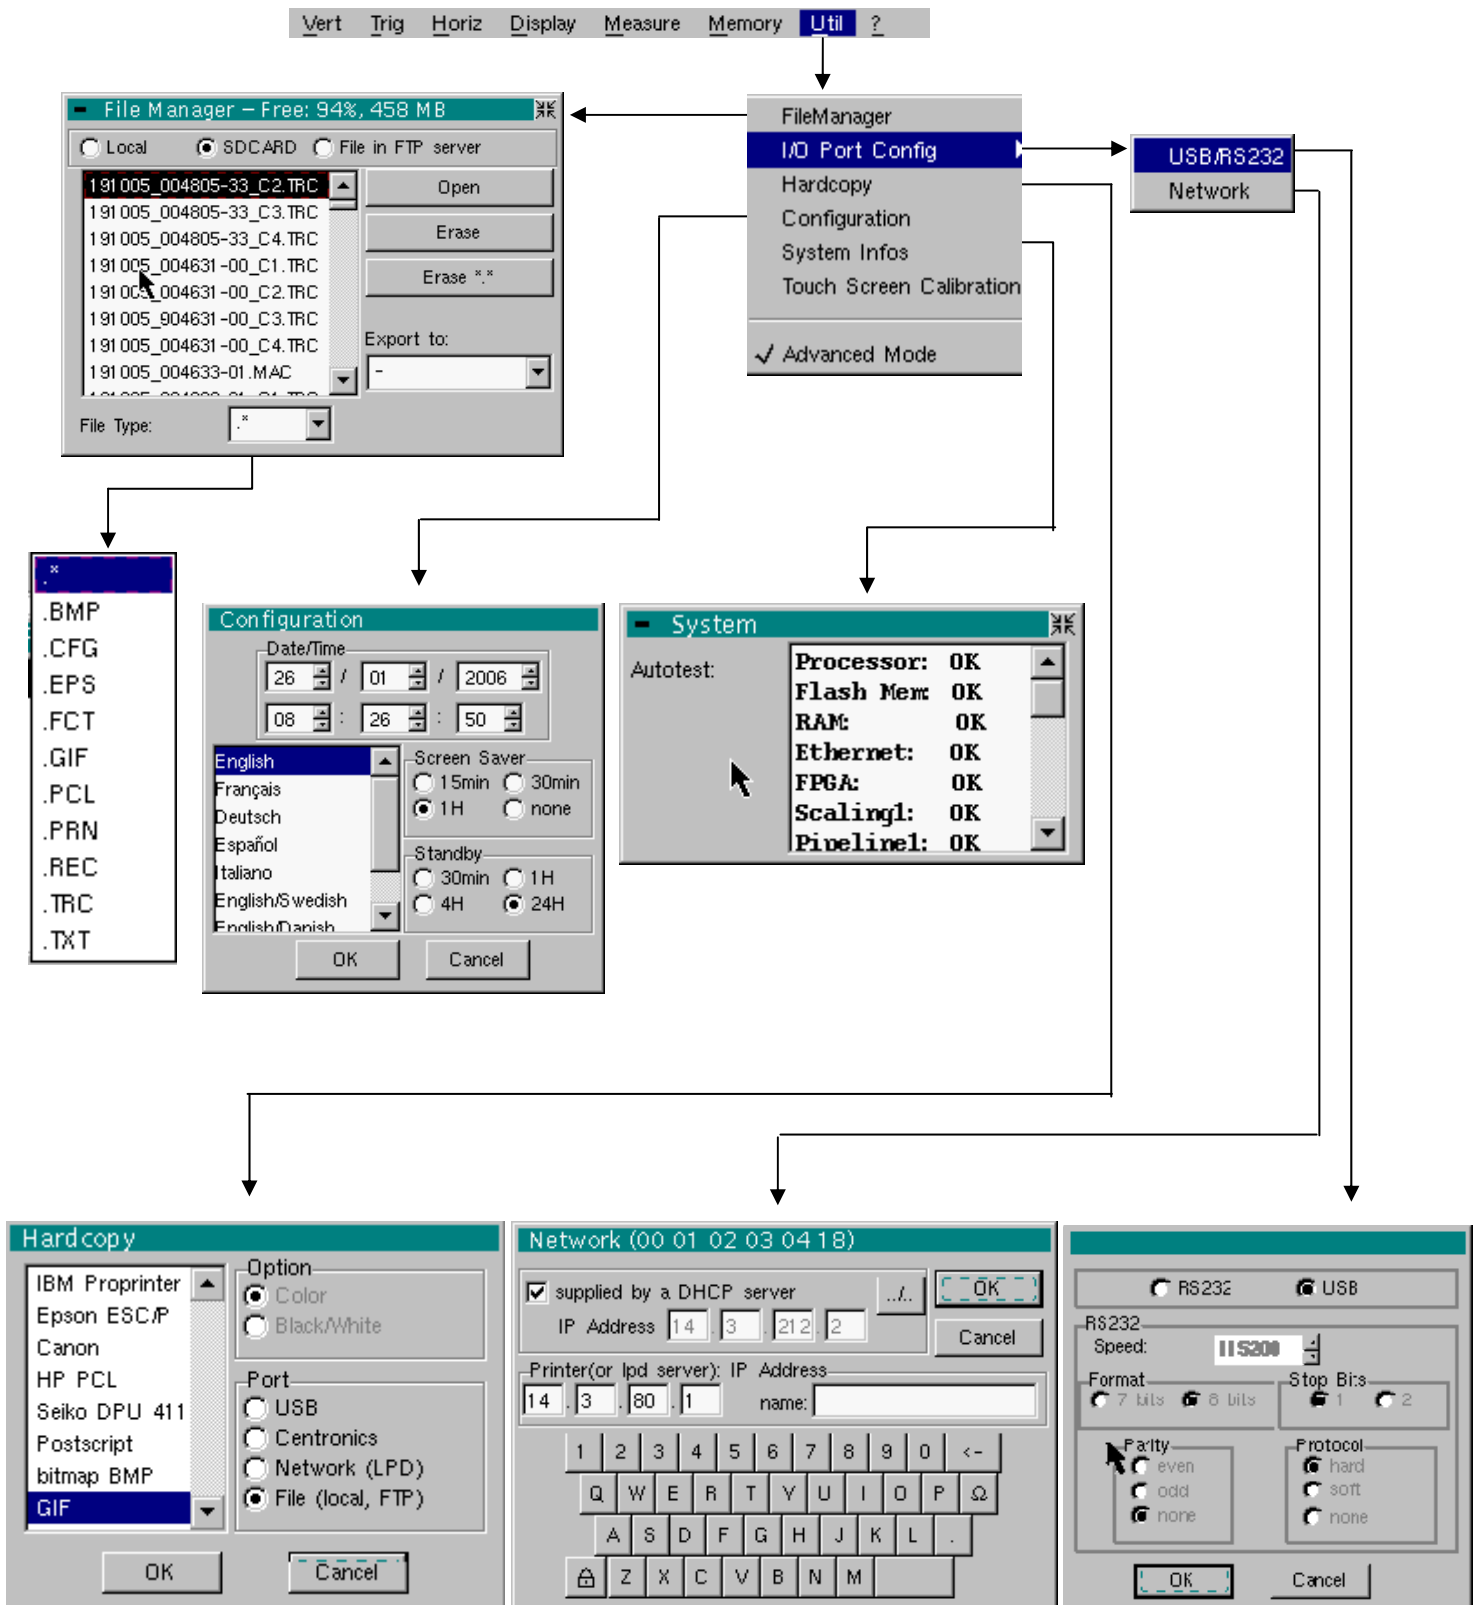 Vert Trig Horiz Display Measure Memory Util ?
File Manager – Free: 94%, 458 MB
Local SDCARD File in FTP server
191005_004805-33_C2.TRC
191005_004805-33_C3.TRC
191005_004805-33_C4.TRC
191005_004631-00_C1.TRC
191005_004631-00_C2.TRC
191005_904631-00_C3.TRC
191005_004631-00_C4.TRC
191005_004633-01.MAC
Open
Erase
Erase *.*
Export to:
-
File Type: .*
FileManager
I/O Port Config
Hardcopy
Configuration
System Infos
Touch Screen Calibration
✓ Advanced Mode
USB/RS232
Network
.*
.BMP
.CFG
.EPS
.FCT
.GIF
.PCL
.PRN
.REC
.TRC
.TXT
Configuration
Date/Time
26 / 01 / 2006
08 : 26 : 50
English
Français
Deutsch
Español
Italiano
English/Swedish
English/Danish
Screen Saver
15min 30min
1H none
Standby
30min 1H
4H 24H
OK Cancel
System
Autotest:
Processor: OK
Flash Mem: OK
RAM: OK
Ethernet: OK
FPGA: OK
Scaling1: OK
Pipeline1: OK
Hardcopy
IBM Proprinter
Epson ESC/P
Canon
HP PCL
Seiko DPU 411
Postscript
bitmap BMP
GIF
Option
Color
Black/White
Port
USB
Centronics
Network (LPD)
File (local, FTP)
OK Cancel
Network (00 01 02 03 04 18)
supplied by a DHCP server ../..
IP Address 14 . 3 . 212 . 2
OK
Cancel
Printer(or lpd server): IP Address
14 . 3 . 80 . 1 name:
1 2 3 4 5 6 7 8 9 0 <-
Q W E R T Y U I O P Ω
A S D F G H J K L .
Z X C V B N M
RS232 USB
RS232
Speed: 115200
Format
7 bits 8 bits
Stop Bits
1 2
Parity
even
odd
none
Protocol
hard
soft
none
OK Cancel